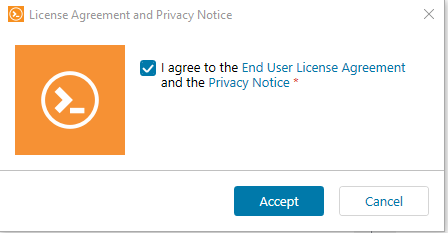 License Agreement and Privacy Notice
I agree to the End User License Agreement
and the Privacy Notice *
Accept Cancel